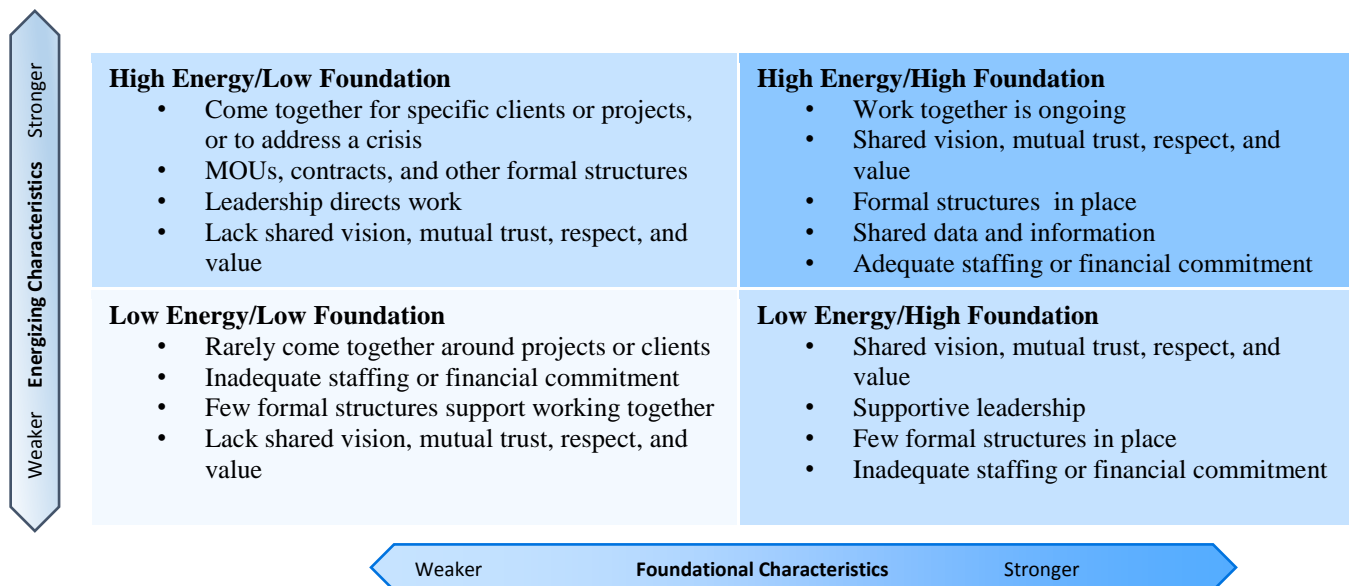 Weaker Energizing Characteristics Stronger
High Energy/Low Foundation
• Come together for specific clients or projects,
or to address a crisis
• MOUs, contracts, and other formal structures
• Leadership directs work
• Lack shared vision, mutual trust, respect, and
value
High Energy/High Foundation
• Work together is ongoing
• Shared vision, mutual trust, respect, and
value
• Formal structures in place
• Shared data and information
• Adequate staffing or financial commitment
Low Energy/Low Foundation
• Rarely come together around projects or clients
• Inadequate staffing or financial commitment
• Few formal structures support working together
• Lack shared vision, mutual trust, respect, and
value
Low Energy/High Foundation
• Shared vision, mutual trust, respect, and
value
• Supportive leadership
• Few formal structures in place
• Inadequate staffing or financial commitment
Weaker Foundational Characteristics Stronger